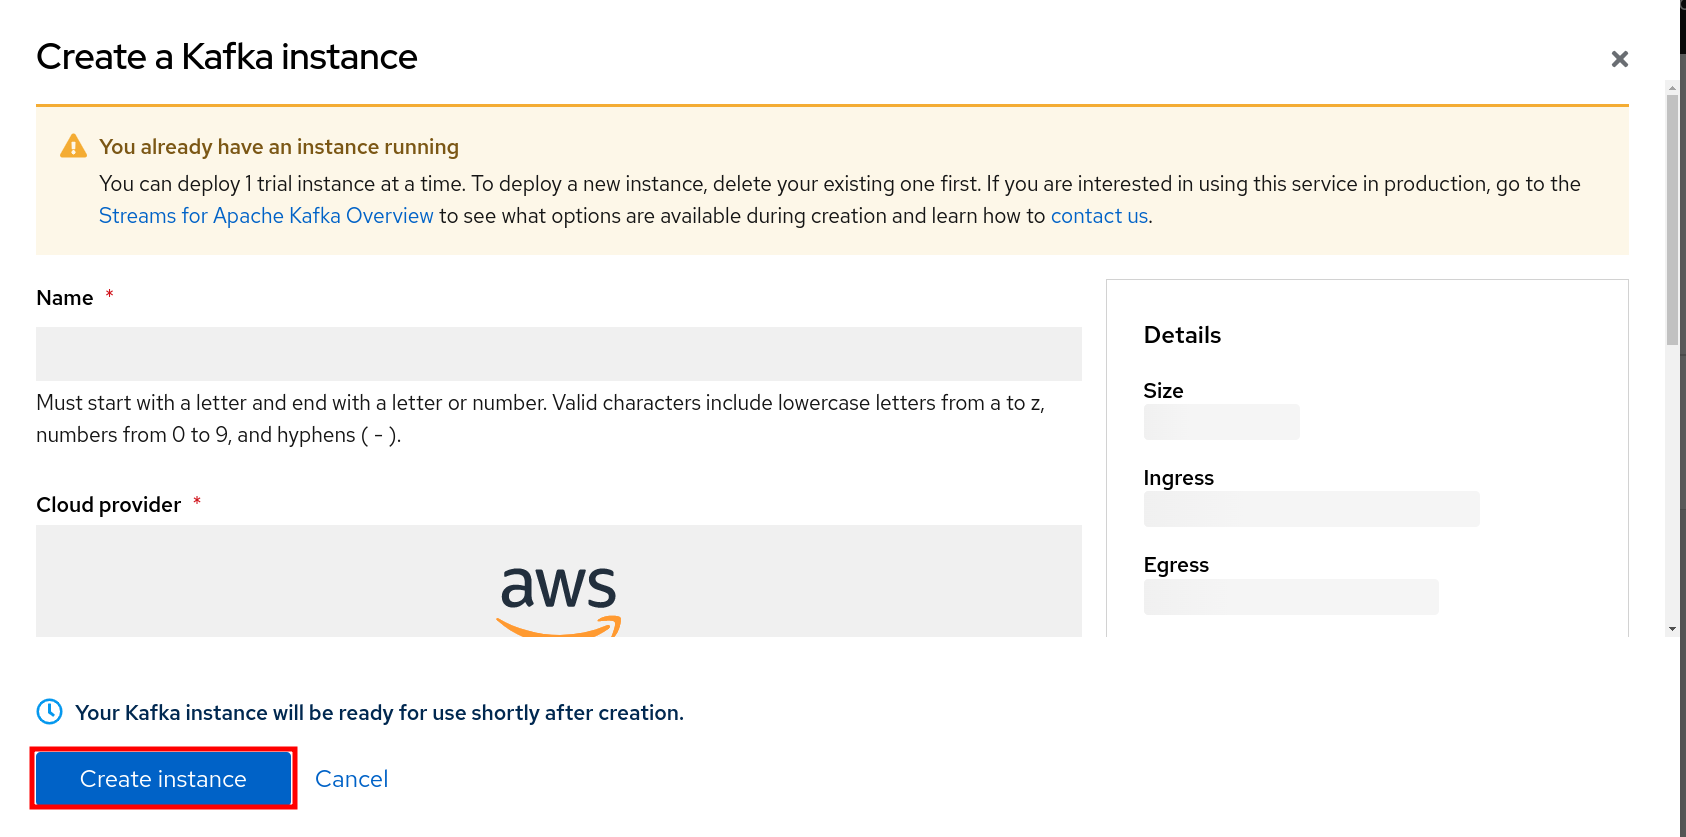 Create a Kafka instance
You already have an instance running
You can deploy 1 trial instance at a time. To deploy a new instance, delete your existing one first. If you are interested in using this service in production, go to the
Streams for Apache Kafka Overview to see what options are available during creation and learn how to contact us.
Name *
Must start with a letter and end with a letter or number. Valid characters include lowercase letters from a to z,
numbers from 0 to 9, and hyphens ( - ).
Cloud provider *
aws
Details
Size
Ingress
Egress
Your Kafka instance will be ready for use shortly after creation.
Create instance
Cancel